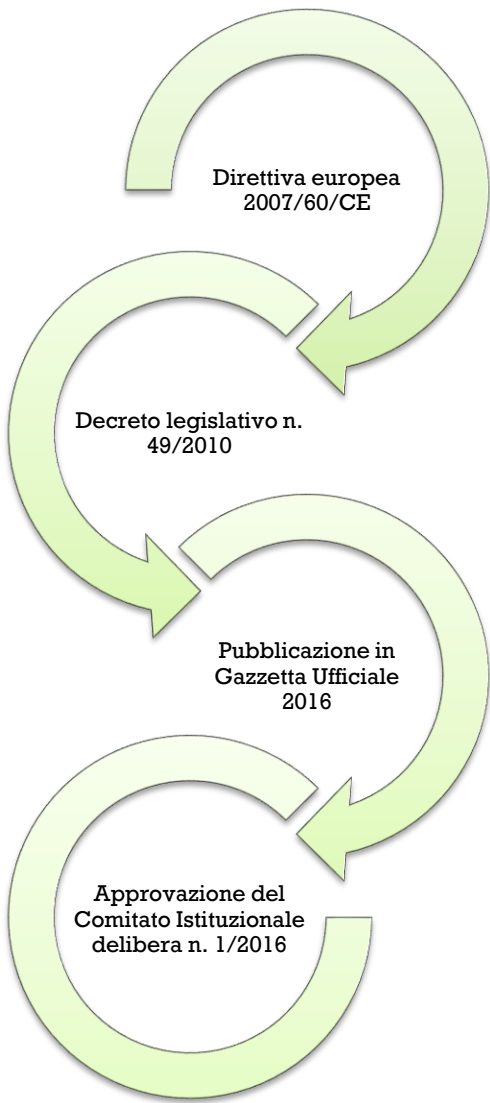 Direttiva europea
2007/60/CE
Decreto legislativo n.
49/2010
Pubblicazione in
Gazzetta Ufficiale
2016
Approvazione del
Comitato Istituzionale
delibera n. 1/2016